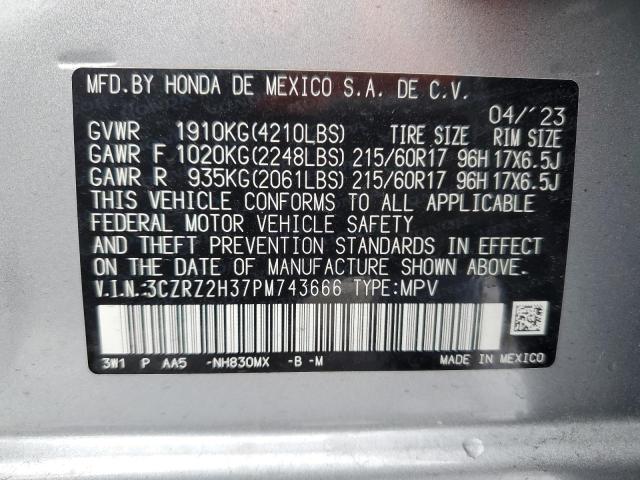 MFD.BY HONDA DE MEXICO S.A. DE C.V.
04/'23
GVWR 1910KG(4210LBS) TIRE SIZE RIM SIZE
GAWR F 1020KG(2248LBS) 215/60R17 96H 17X6.5J
GAWR R 935KG(2061LBS) 215/60R17 96H 17X6.5J
THIS VEHICLE CONFORMS TO ALL APPLICABLE
FEDERAL MOTOR VEHICLE SAFETY
AND THEFT PREVENTION STANDARDS IN EFFECT
ON THE DATE OF MANUFACTURE SHOWN ABOVE.
V.I.N.:3CZRZ2H37PM743666 TYPE:MPV
3W1 P AA5 -NH830MX -B -M MADE IN MEXICO